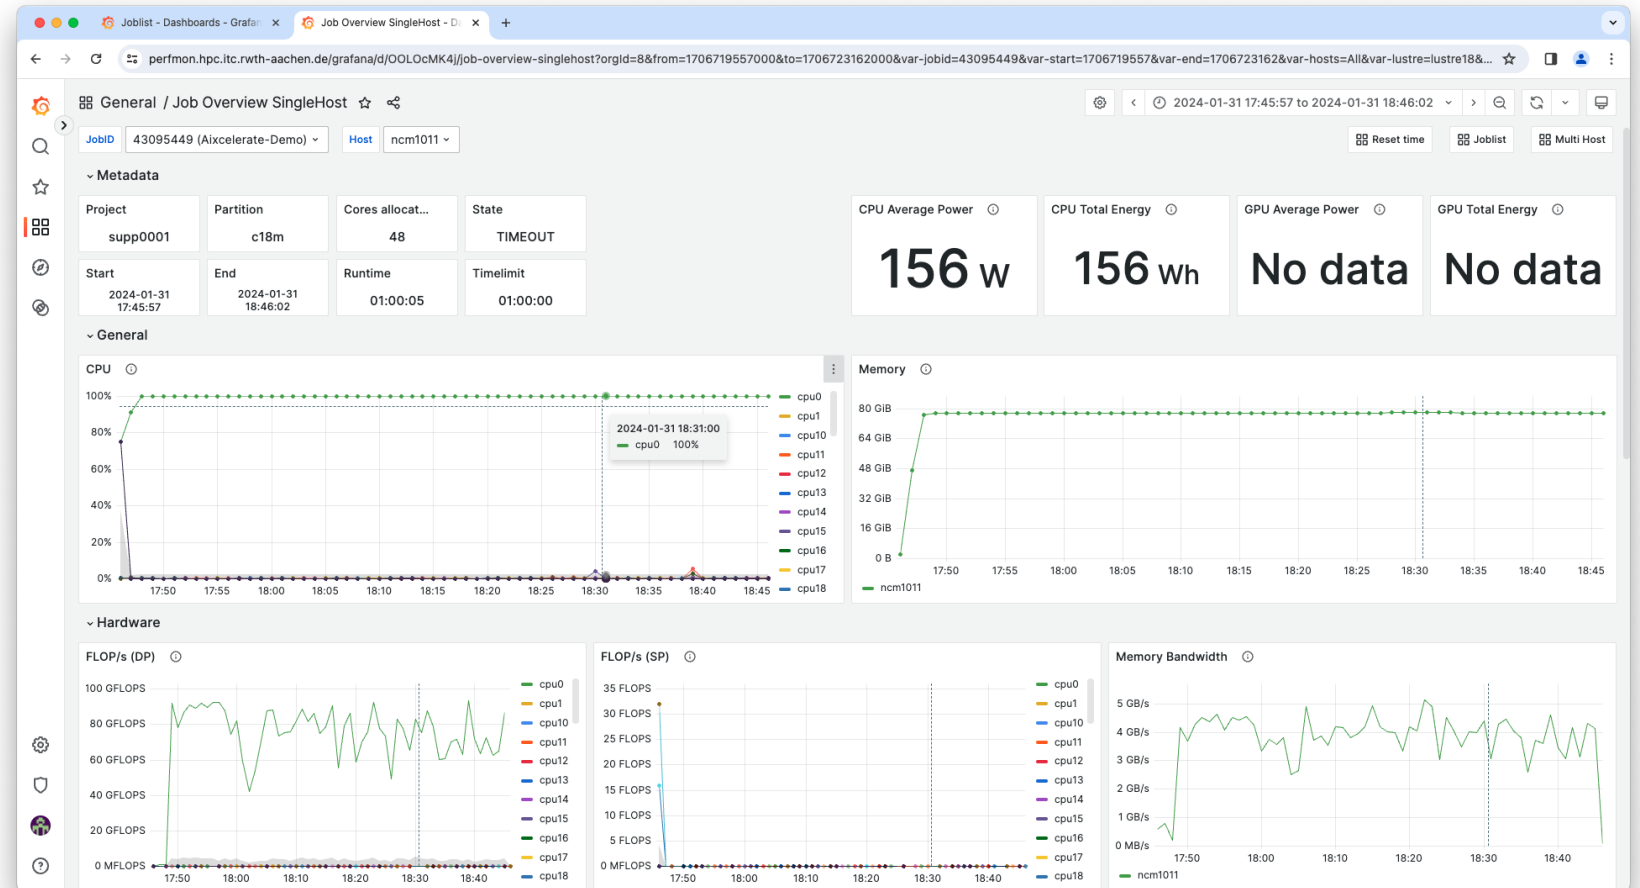 Joblist - Dashboards - Grafan
Job Overview SingleHost - Da
perfmon.hpc.itc.rwth-aachen.de/grafana/d/OOLOcMK4j/job-overview-singlehost?orgId=8&from=1706719557000&to=1706723162000&var-jobid=43095449&var-start=1706719557&var-end=1706723162&var-hosts=All&var-lustre=lustre18&...
General / Job Overview SingleHost
2024-01-31 17:45:57 to 2024-01-31 18:46:02
JobID
43095449 (Aixcelerate-Demo)
Host
ncm1011
Reset time
Joblist
Multi Host
Metadata
Project
supp0001
Partition
c18m
Cores allocat...
48
State
TIMEOUT
Start
2024-01-31
17:45:57
End
2024-01-31
18:46:02
Runtime
01:00:05
Timelimit
01:00:00
CPU Average Power
156 W
CPU Total Energy
156 Wh
GPU Average Power
No data
GPU Total Energy
No data
General
CPU
100%
80%
60%
40%
20%
0%
17:50 17:55 18:00 18:05 18:10 18:15 18:20 18:25 18:30 18:35 18:40 18:45
2024-01-31 18:31:00
cpu0 100%
cpu0
cpu1
cpu10
cpu11
cpu12
cpu13
cpu14
cpu15
cpu16
cpu17
cpu18
Memory
80 GiB
64 GiB
48 GiB
32 GiB
16 GiB
0 B
17:50 17:55 18:00 18:05 18:10 18:15 18:20 18:25 18:30 18:35 18:40 18:45
ncm1011
Hardware
FLOP/s (DP)
100 GFLOPS
80 GFLOPS
60 GFLOPS
40 GFLOPS
20 GFLOPS
0 MFLOPS
17:50 18:00 18:10 18:20 18:30 18:40
cpu0
cpu1
cpu10
cpu11
cpu12
cpu13
cpu14
cpu15
cpu16
cpu17
cpu18
FLOP/s (SP)
35 FLOPS
30 FLOPS
25 FLOPS
20 FLOPS
15 FLOPS
10 FLOPS
5 FLOPS
0 MFLOPS
17:50 18:00 18:10 18:20 18:30 18:40
cpu0
cpu1
cpu10
cpu11
cpu12
cpu13
cpu14
cpu15
cpu16
cpu17
cpu18
Memory Bandwidth
5 GB/s
4 GB/s
3 GB/s
2 GB/s
1 GB/s
0 MB/s
17:50 18:00 18:10 18:20 18:30 18:40
ncm1011